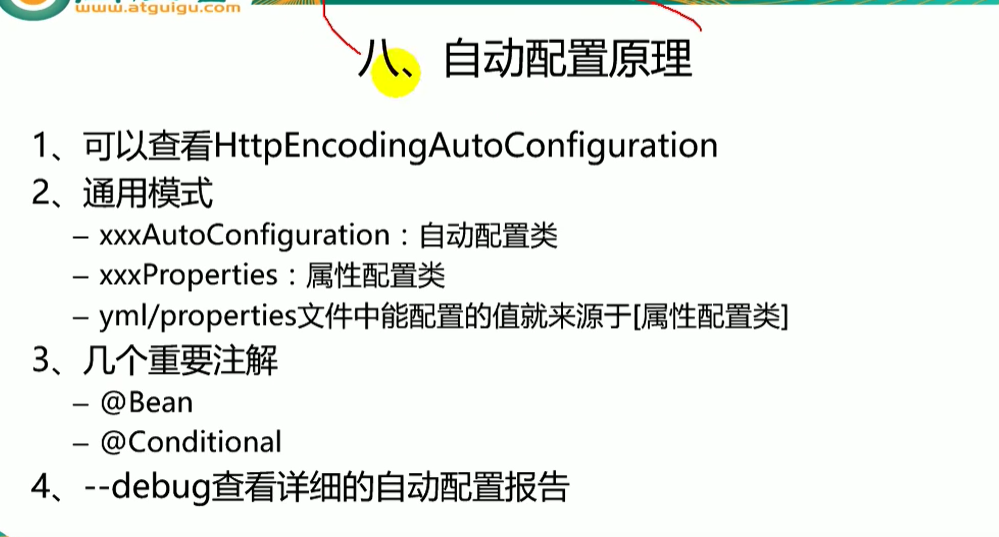 www.atguigu.com
八、自动配置原理
1、可以查看HttpEncodingAutoConfiguration
2、通用模式
– xxxAutoConfiguration：自动配置类
– xxxProperties：属性配置类
– yml/properties文件中能配置的值就来源于[属性配置类]
3、几个重要注解
– @Bean
– @Conditional
4、--debug查看详细的自动配置报告